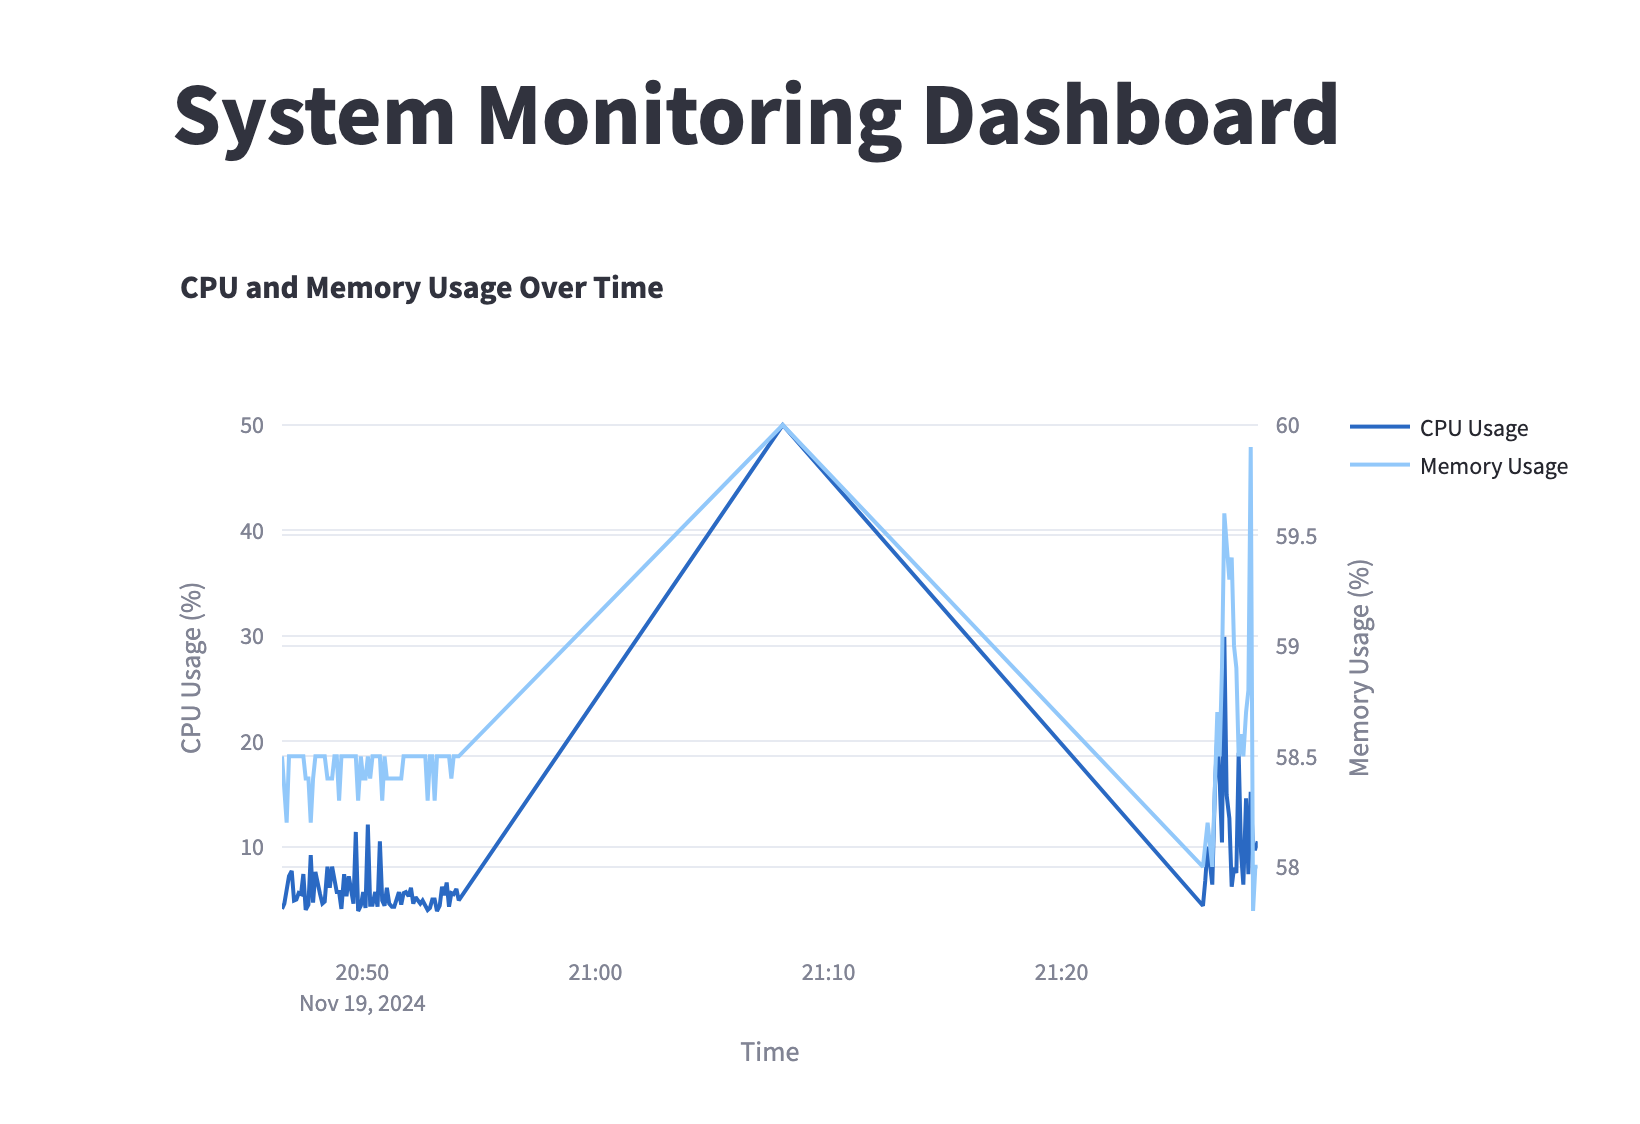 System Monitoring Dashboard
CPU and Memory Usage Over Time
50
40
30
20
10
CPU Usage (%)
60
59.5
59
58.5
58
Memory Usage (%)
CPU Usage
Memory Usage
20:50
21:00
21:10
21:20
Nov 19, 2024
Time